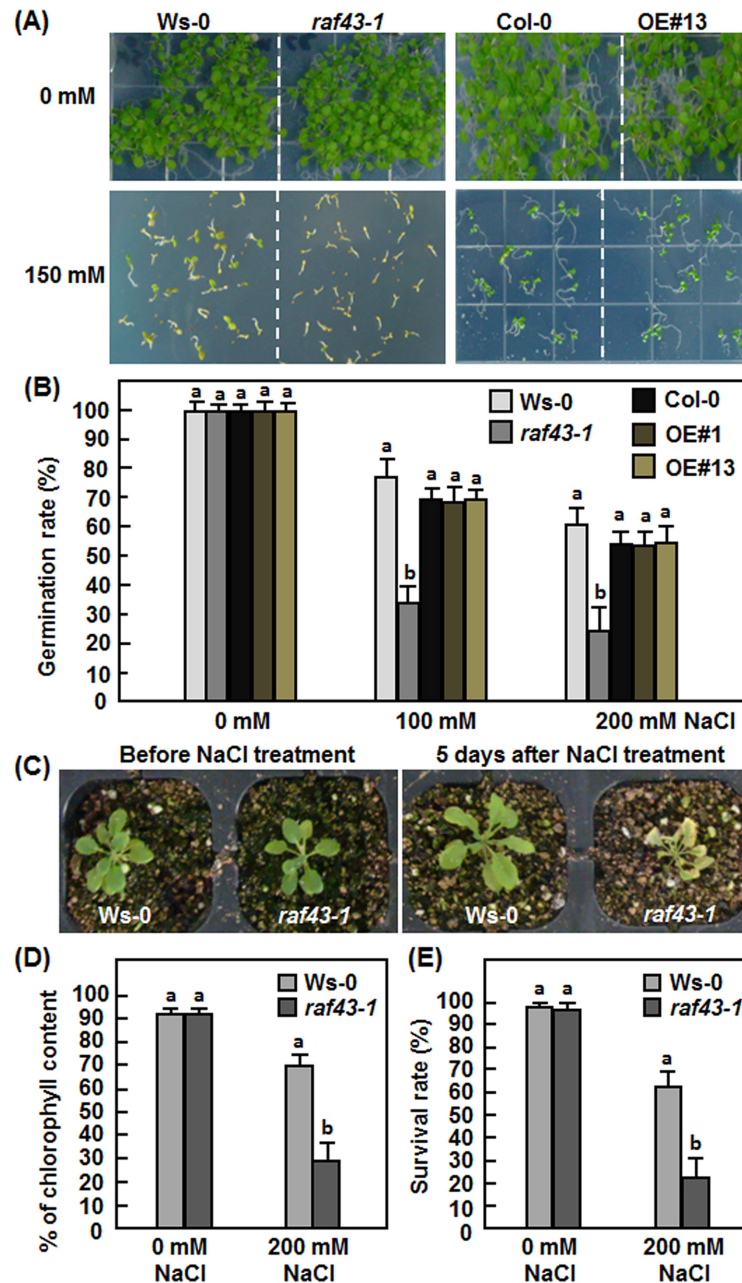 (A) Ws-0 raf43-1 Col-0 OE#13
0 mM
150 mM
(B)
Germination rate (%)
100
90
80
70
60
50
40
30
20
10
0
a a a a a
a b a a a
a b a a a
Ws-0
raf43-1
Col-0
OE#1
OE#13
0 mM 100 mM 200 mM NaCl
(C) Before NaCl treatment 5 days after NaCl treatment
Ws-0 raf43-1 Ws-0 raf43-1
(D)
% of chlorophyll content
100
90
80
70
60
50
40
30
20
10
0
a a
a b
Ws-0
raf43-1
0 mM 200 mM
NaCl NaCl
(E)
Survival rate (%)
100
90
80
70
60
50
40
30
20
10
0
a a
a b
Ws-0
raf43-1
0 mM 200 mM
NaCl NaCl